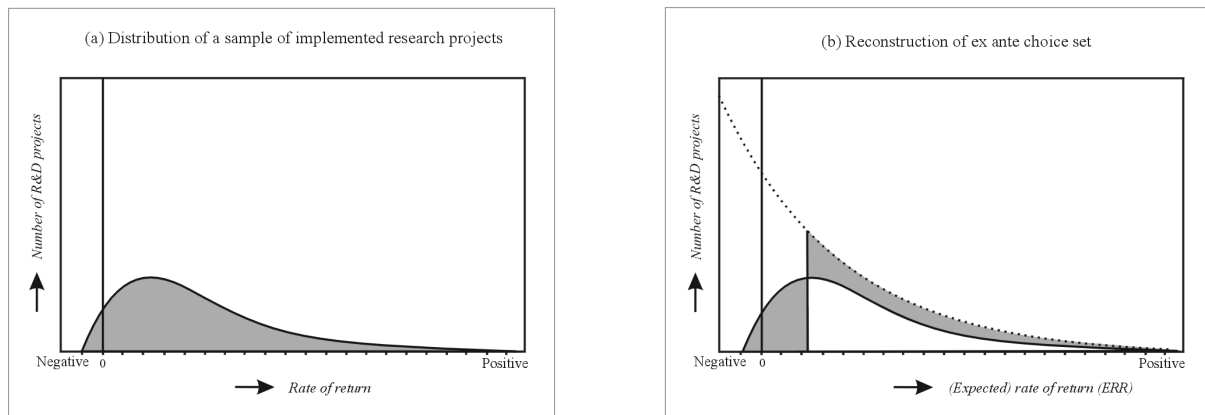 (a) Distribution of a sample of implemented research projects
Number of R&D projects
Negative 0 Positive
Rate of return
(b) Reconstruction of ex ante choice set
Number of R&D projects
Negative 0 Positive
(Expected) rate of return (ERR)